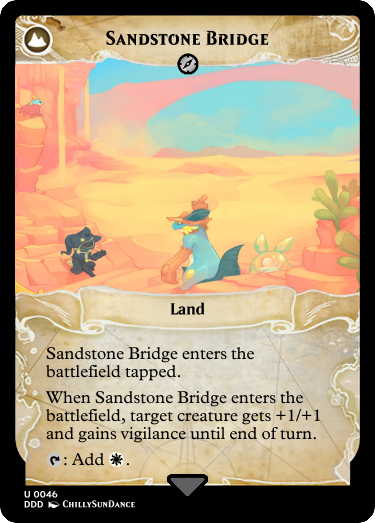 Sandstone Bridge
Land
Sandstone Bridge enters the
battlefield tapped.
When Sandstone Bridge enters the
battlefield, target creature gets +1/+1
and gains vigilance until end of turn.
: Add .
U 0046
DDD ChillySunDance